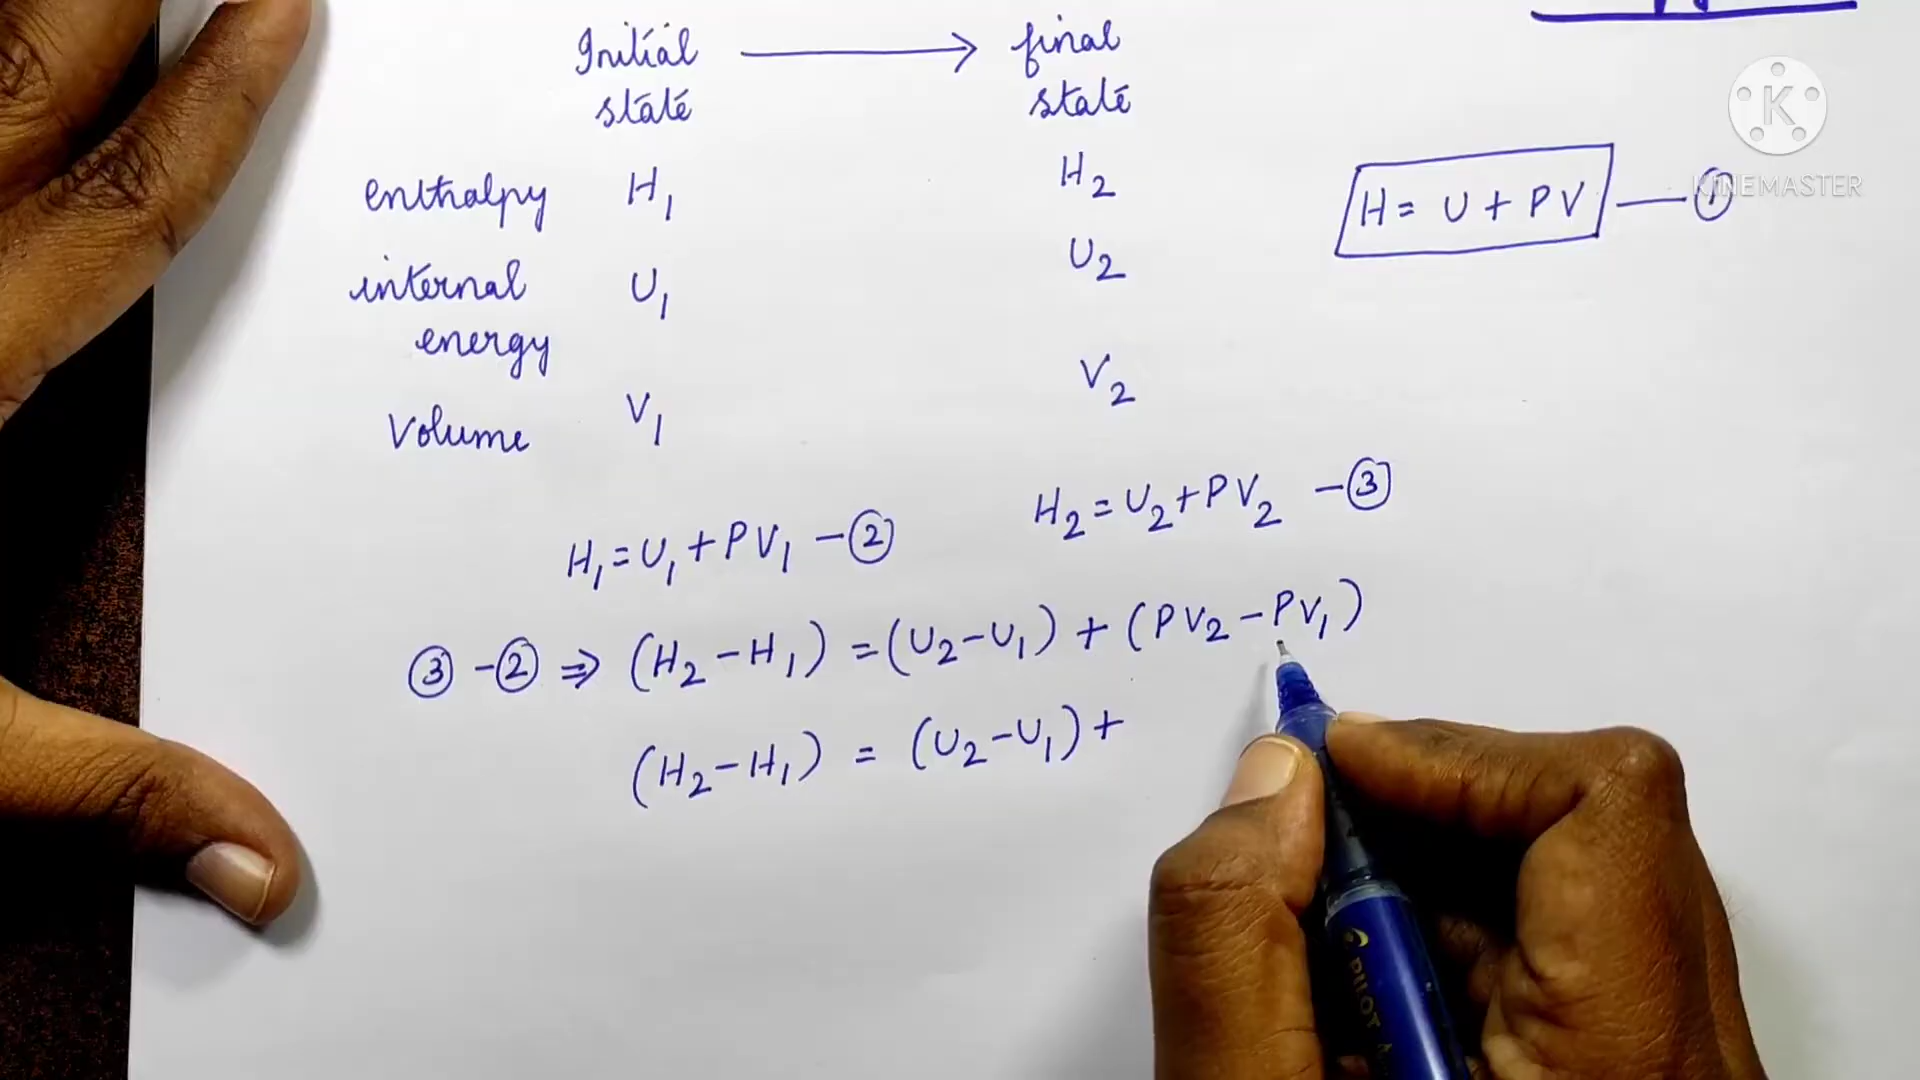 Initial ⟶ final
state state
enthalpy H₁ H₂
H = U + PV — ①
internal energy U₁ U₂
Volume V₁ V₂
H₁ = U₁ + PV₁ – ②
H₂ = U₂ + PV₂ – ③
③ – ② ⇒ (H₂ – H₁) = (U₂ – U₁) + (PV₂ – PV₁)
(H₂ – H₁) = (U₂ – U₁) +
K
KINEMASTER
PILOT